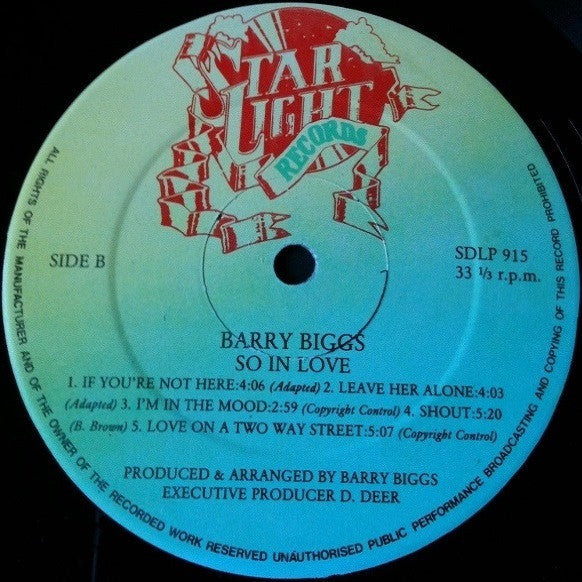 STAR
LIGHT
RECORDS
SIDE B
SDLP 915
33 1/3 r.p.m.
BARRY BIGGS
SO IN LOVE
1. IF YOU'RE NOT HERE:4:06 (Adapted) 2. LEAVE HER ALONE:4:03
(Adapted) 3. I'M IN THE MOOD:2:59 (Copyright Control) 4. SHOUT:5:20
(B. Brown) 5. LOVE ON A TWO WAY STREET:5:07 (Copyright Control)
PRODUCED & ARRANGED BY BARRY BIGGS
EXECUTIVE PRODUCER D. DEER
ALL RIGHTS OF THE MANUFACTURER AND OF THE OWNER OF THE RECORDED WORK RESERVED UNAUTHORISED PUBLIC PERFORMANCE BROADCASTING AND COPYING OF THIS RECORD PROHIBITED